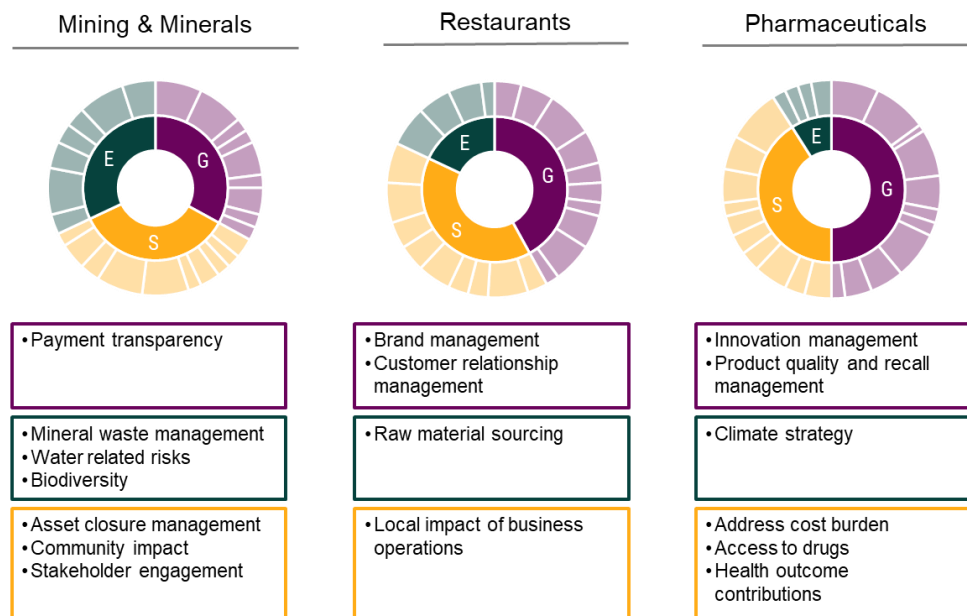 Mining & Minerals
Restaurants
Pharmaceuticals
E
G
S
E
G
S
E
G
S
• Payment transparency
• Brand management
• Customer relationship
management
• Innovation management
• Product quality and recall
management
• Mineral waste management
• Water related risks
• Biodiversity
• Raw material sourcing
• Climate strategy
• Asset closure management
• Community impact
• Stakeholder engagement
• Local impact of business
operations
• Address cost burden
• Access to drugs
• Health outcome
contributions